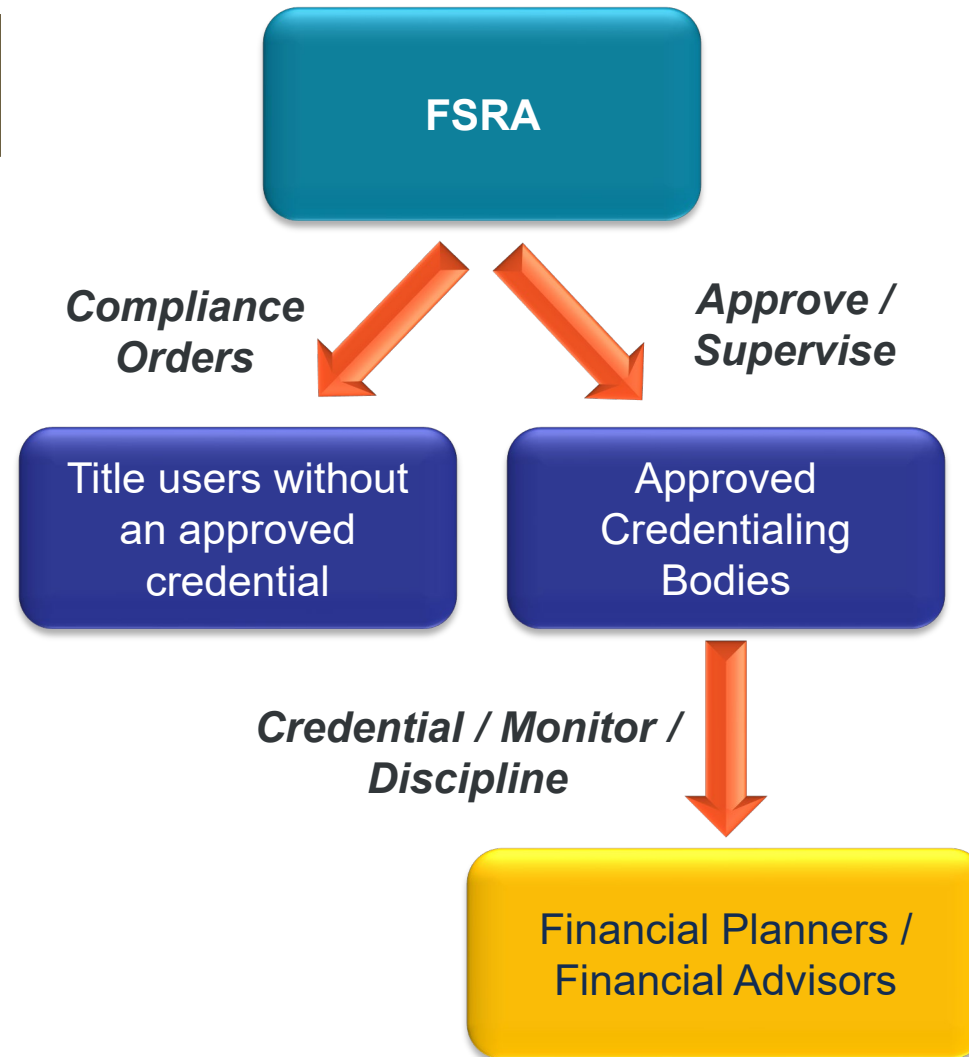 FSRA
Compliance
Orders
Approve /
Supervise
Title users without
an approved
credential
Approved
Credentialing
Bodies
Credential / Monitor /
Discipline
Financial Planners /
Financial Advisors